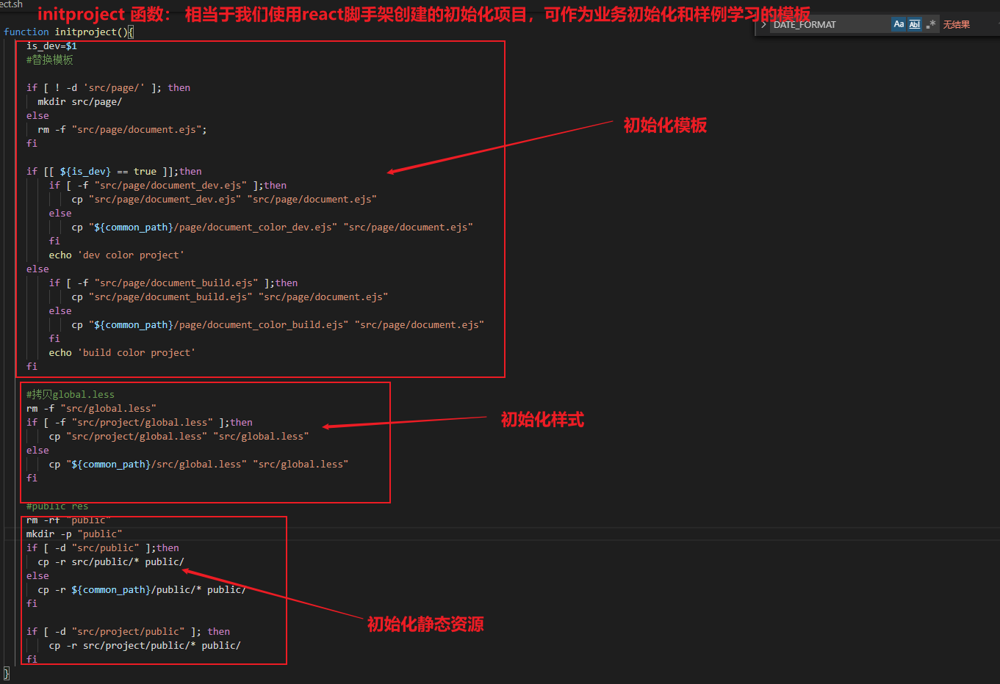 ect.sh
initproject 函数： 相当于我们使用react脚手架创建的初始化项目，可作为业务初始化和样例学习的模板
DATE_FORMAT Aa Abl .* 无结果
function initproject(){
is_dev=$1
#替换模板
if [ ! -d 'src/page/' ]; then
mkdir src/page/
else
rm -f "src/page/document.ejs";
fi
初始化模板
if [[ ${is_dev} == true ]];then
if [ -f "src/page/document_dev.ejs" ];then
cp "src/page/document_dev.ejs" "src/page/document.ejs"
else
cp "${common_path}/page/document_color_dev.ejs" "src/page/document.ejs"
fi
echo 'dev color project'
else
if [ -f "src/page/document_build.ejs" ];then
cp "src/page/document_build.ejs" "src/page/document.ejs"
else
cp "${common_path}/page/document_color_build.ejs" "src/page/document.ejs"
fi
echo 'build color project'
fi
#拷贝global.less
rm -f "src/global.less"
if [ -f "src/project/global.less" ];then
初始化样式
cp "src/project/global.less" "src/global.less"
else
cp "${common_path}/src/global.less" "src/global.less"
fi
#public res
rm -rf "public"
mkdir -p "public"
if [ -d "src/public" ];then
cp -r src/public/* public/
else
cp -r ${common_path}/public/* public/
fi
初始化静态资源
if [ -d "src/project/public" ]; then
cp -r src/project/public/* public/
fi
}